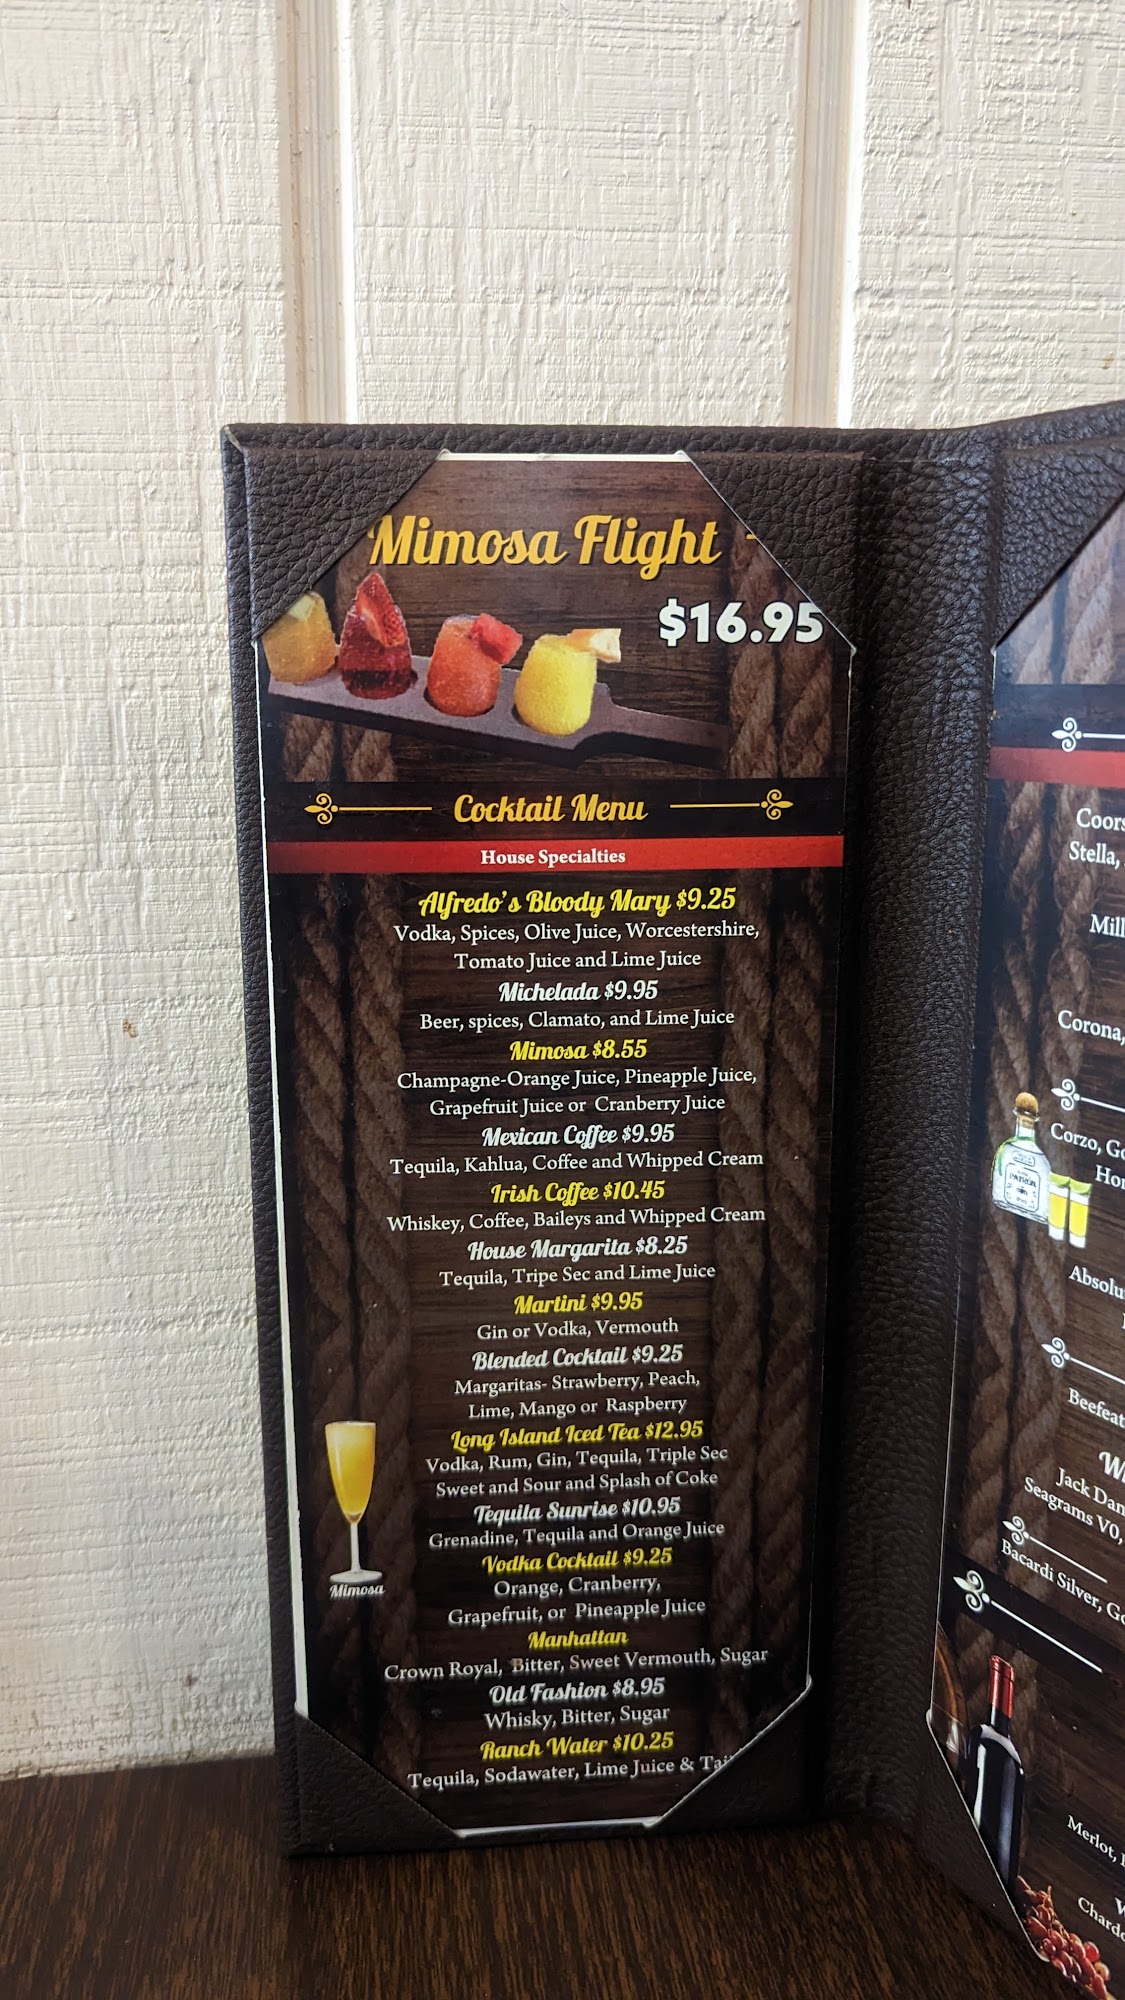 Mimosa Flight -
$16.95
Cocktail Menu
House Specialties
Alfredo's Bloody Mary $9.25
Vodka, Spices, Olive Juice, Worcestershire,
Tomato Juice and Lime Juice
Michelada $9.95
Beer, spices, Clamato, and Lime Juice
Mimosa $8.55
Champagne-Orange Juice, Pineapple Juice,
Grapefruit Juice or Cranberry Juice
Mexican Coffee $9.95
Tequila, Kahlua, Coffee and Whipped Cream
Irish Coffee $10.45
Whiskey, Coffee, Baileys and Whipped Cream
House Margarita $8.25
Tequila, Tripe Sec and Lime Juice
Martini $9.95
Gin or Vodka, Vermouth
Blended Cocktail $9.25
Margaritas- Strawberry, Peach,
Lime, Mango or Raspberry
Long Island Iced Tea $12.95
Vodka, Rum, Gin, Tequila, Triple Sec
Sweet and Sour and Splash of Coke
Tequila Sunrise $10.95
Grenadine, Tequila and Orange Juice
Vodka Cocktail $9.25
Orange, Cranberry,
Grapefruit, or Pineapple Juice
Manhattan
Crown Royal, Bitter, Sweet Vermouth, Sugar
Old Fashion $8.95
Whisky, Bitter, Sugar
Ranch Water $10.25
Tequila, Sodawater, Lime Juice &
Mimosa
Coors
Stella,
Mill
Corona,
Corzo, Go
Hor
PATRÓN
Absolu
Beefeat
W
Jack Dan
Seagrams V0,
Bacardi Silver, Go
Merlot,
Chardo